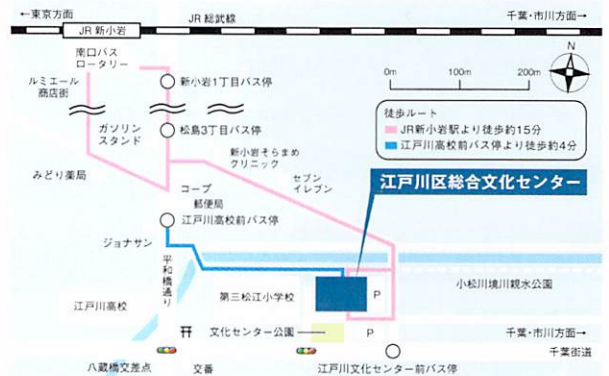 ←東京方面
JR 総武線
千葉・市川方面→
JR 新小岩
南口バス
ロータリー
N
ルミエール
商店街
新小岩1丁目バス停
0m
100m
200m
ガソリン
スタンド
松島3丁目バス停
徒歩ルート
JR新小岩駅より徒歩約15分
江戸川高校前バス停より徒歩約4分
新小岩そらまめ
クリニック
みどり薬局
セブン
イレブン
江戸川区総合文化センター
コープ
郵便局
江戸川高校前バス停
ジョナサン
平和橋通り
第三松江小学校
P
小松川境川親水公園
江戸川高校
文化センター公園
P
千葉・市川方面→
千葉街道
八蔵橋交差点
交番
江戸川文化センター前バス停